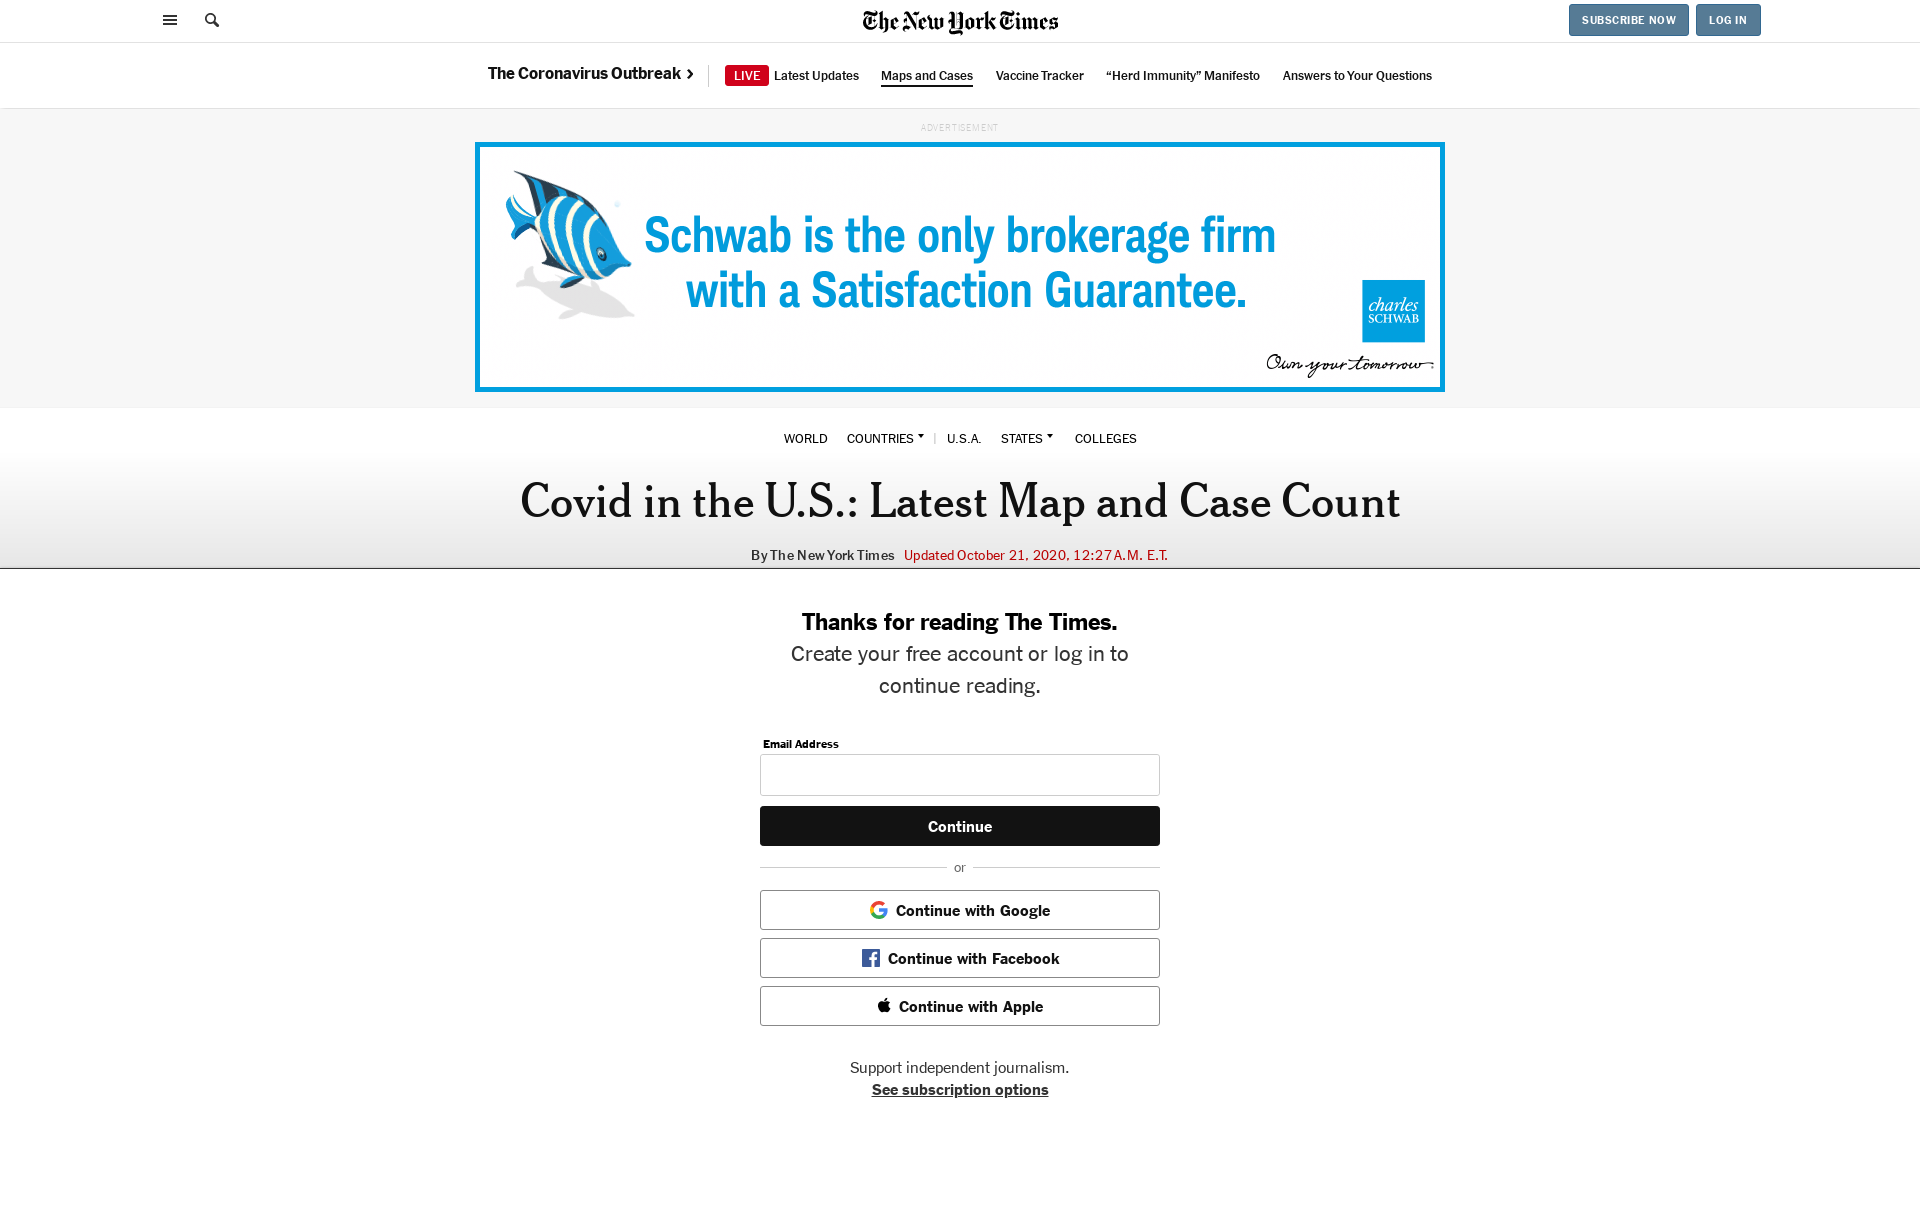 The New York Times
SUBSCRIBE NOW
LOG IN
The Coronavirus Outbreak
LIVE Latest Updates
Maps and Cases
Vaccine Tracker
“Herd Immunity” Manifesto
Answers to Your Questions
ADVERTISEMENT
Schwab is the only brokerage firm
with a Satisfaction Guarantee.
charles
SCHWAB
Own your tomorrow.
WORLD
COUNTRIES
U.S.A.
STATES
COLLEGES
Covid in the U.S.: Latest Map and Case Count
By The New York Times Updated October 21, 2020, 12:27 A.M. E.T.
Thanks for reading The Times.
Create your free account or log in to
continue reading.
Email Address
Continue
or
Continue with Google
Continue with Facebook
Continue with Apple
Support independent journalism.
See subscription options